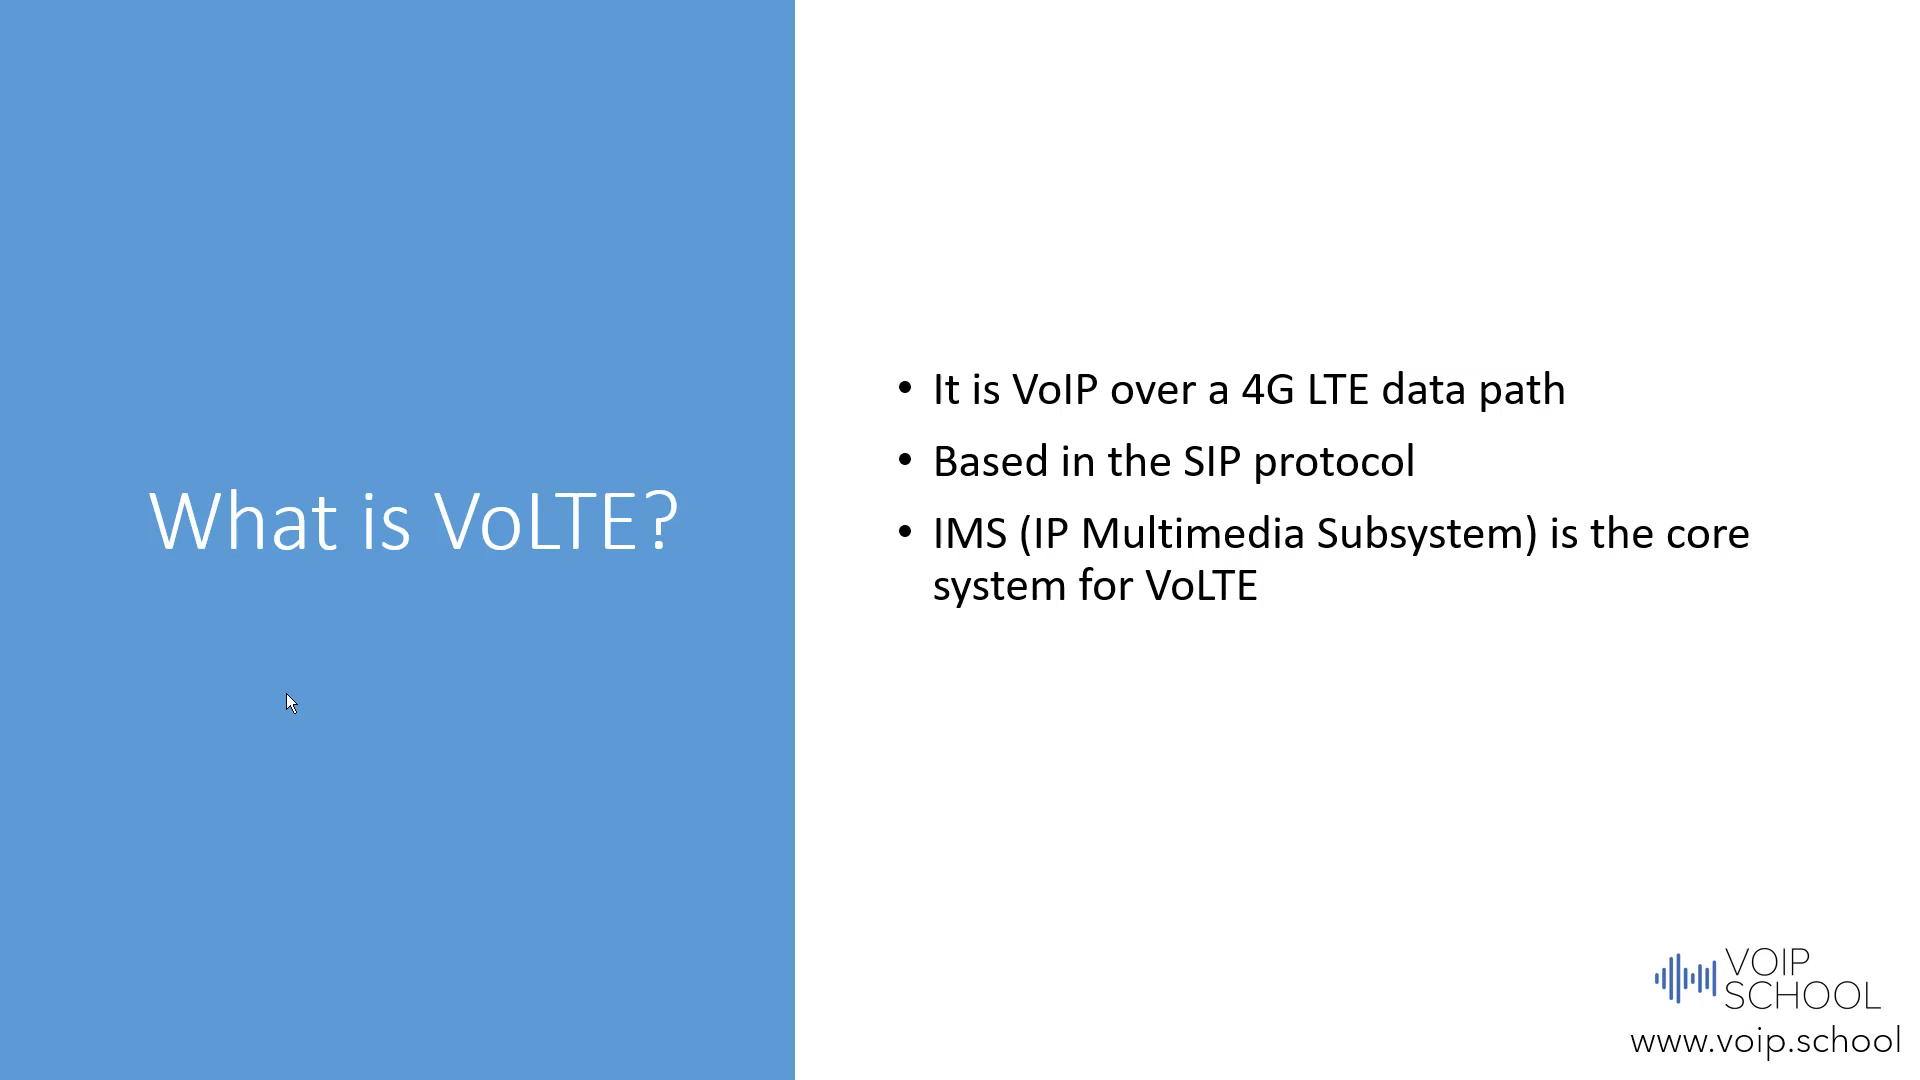 What is VoLTE?
• It is VoIP over a 4G LTE data path
• Based in the SIP protocol
• IMS (IP Multimedia Subsystem) is the core
system for VoLTE
VOIP
SCHOOL
www.voip.school